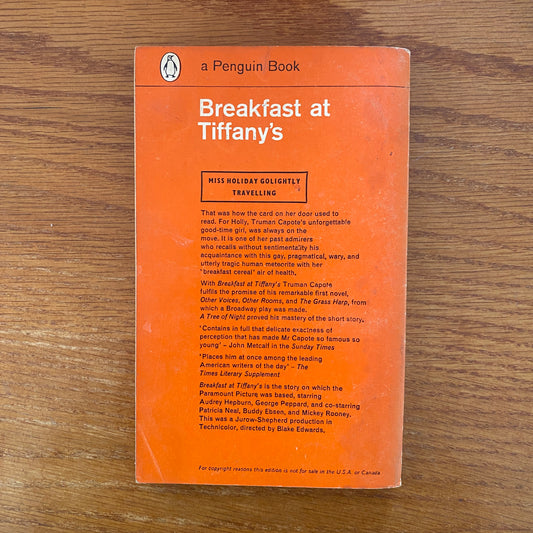 a Penguin Book
Breakfast at
Tiffany's
MISS HOLIDAY GOLIGHTLY
TRAVELLING
That was how the card on her door used to
read. For Holly, Truman Capote's unforgettable
good-time girl, was always on the
move. It is one of her past admirers
who recalls without sentimentality his
acquaintance with this gay, pragmatical, wary, and
utterly tragic human meteorite with her
'breakfast cereal' air of health.
With Breakfast at Tiffany's Truman Capote
fulfils the promise of his remarkable first novel,
Other Voices, Other Rooms, and The Grass Harp, from
which a Broadway play was made.
A Tree of Night proved his mastery of the short story.
'Contains in full that delicate exactness of
perception that has made Mr Capote so famous so
young' – John Metcalf in the Sunday Times
'Places him at once among the leading
American writers of the day' – The
Times Literary Supplement
Breakfast at Tiffany's is the story on which the
Paramount Picture was based, starring
Audrey Hepburn, George Peppard, and co-starring
Patricia Neal, Buddy Ebsen, and Mickey Rooney.
This was a Jurow-Shepherd production in
Technicolor, directed by Blake Edwards.
For copyright reasons this edition is not for sale in the U.S.A. or Canada